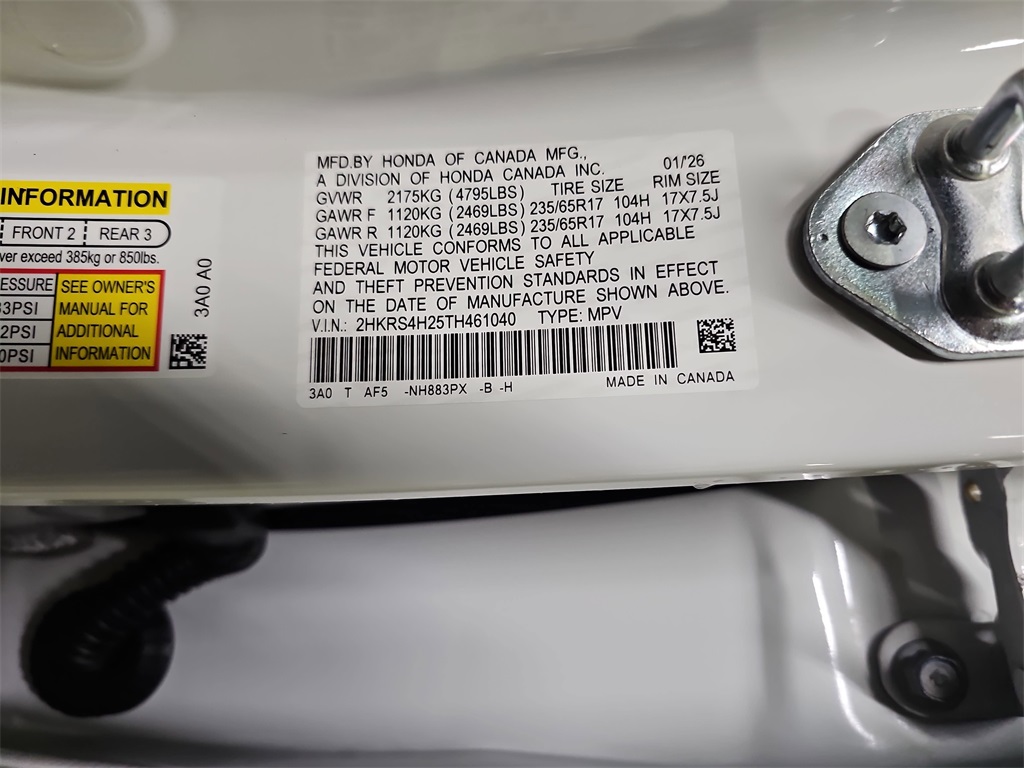 INFORMATION
FRONT 2 REAR 3
ver exceed 385kg or 850lbs.
ESSURE SEE OWNER'S
33PSI MANUAL FOR
2PSI ADDITIONAL
0PSI INFORMATION
3A0 A0
MFD.BY HONDA OF CANADA MFG., 01/'26
A DIVISION OF HONDA CANADA INC.
GVWR 2175KG (4795LBS) TIRE SIZE RIM SIZE
GAWR F 1120KG (2469LBS) 235/65R17 104H 17X7.5J
GAWR R 1120KG (2469LBS) 235/65R17 104H 17X7.5J
THIS VEHICLE CONFORMS TO ALL APPLICABLE
FEDERAL MOTOR VEHICLE SAFETY
AND THEFT PREVENTION STANDARDS IN EFFECT
ON THE DATE OF MANUFACTURE SHOWN ABOVE.
V.I.N.: 2HKRS4H25TH461040 TYPE: MPV
3A0 T AF5 -NH883PX -B -H MADE IN CANADA